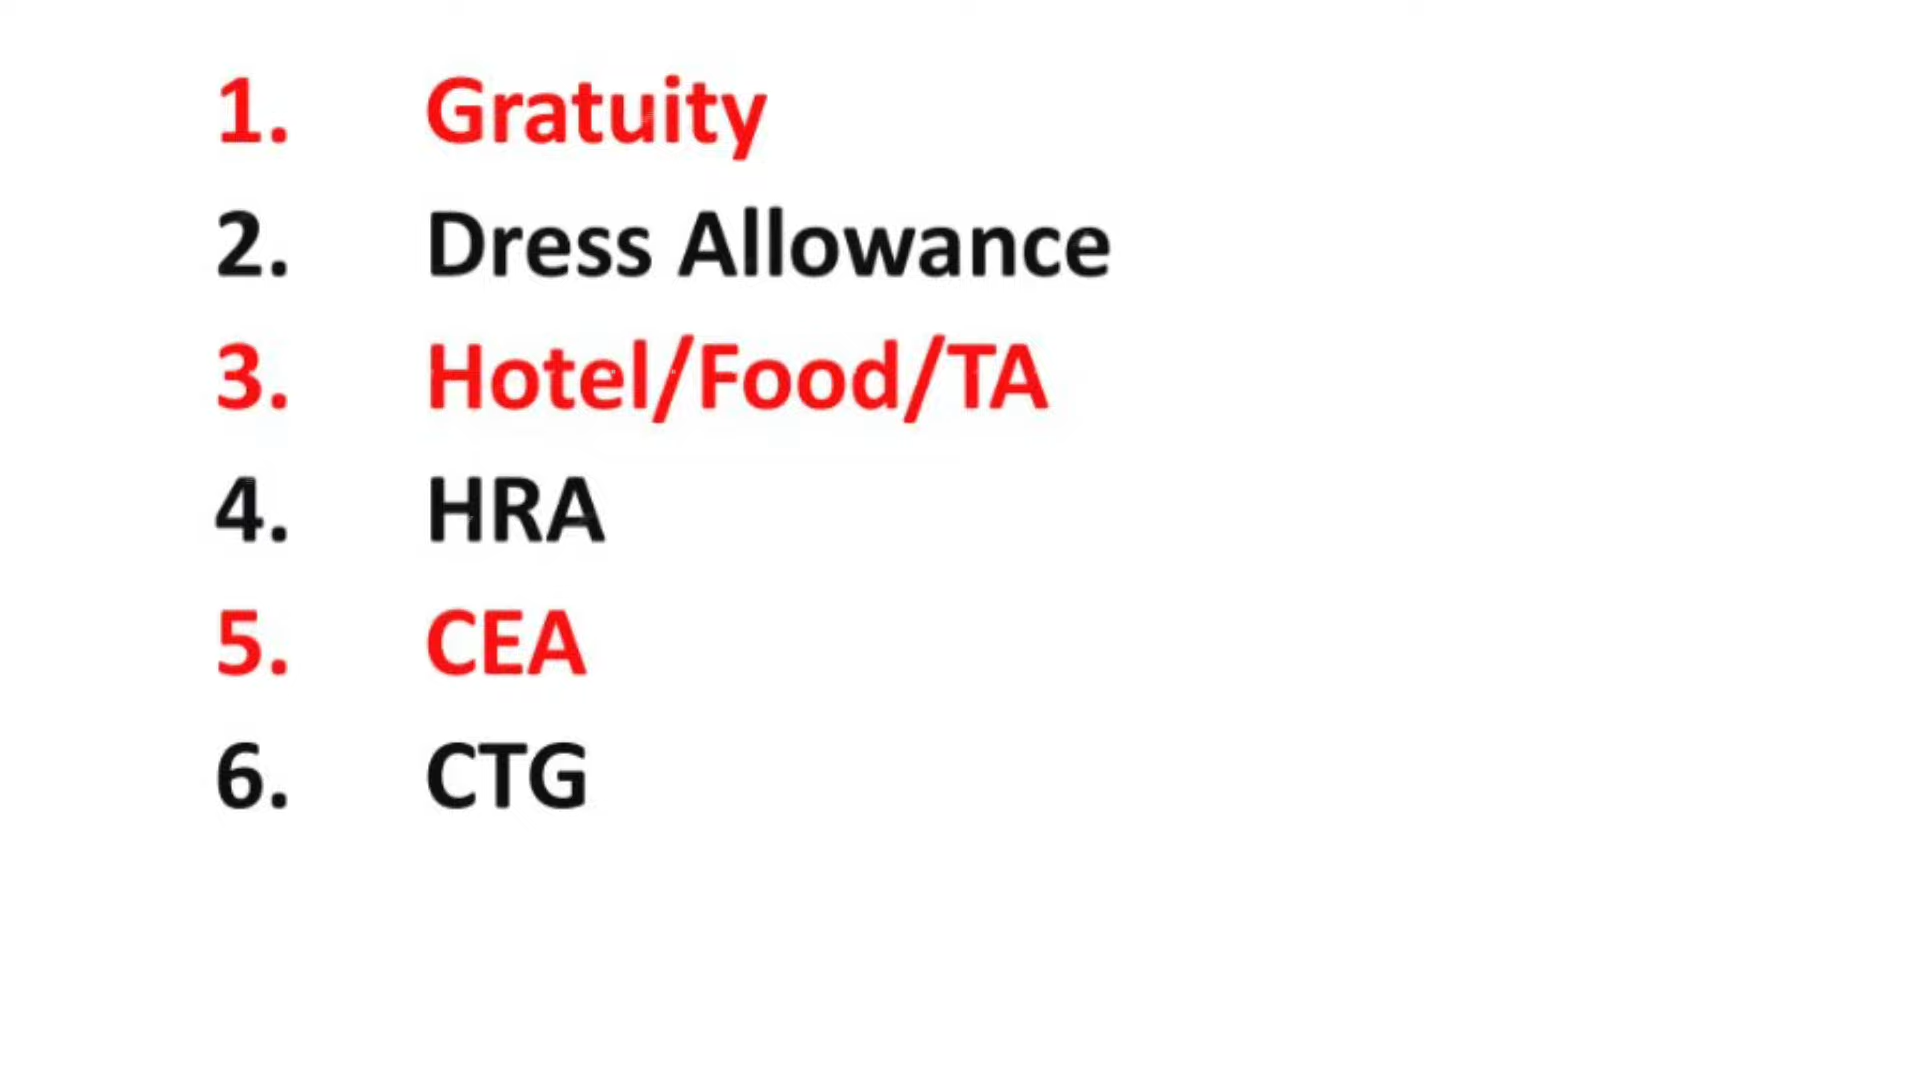 1. Gratuity
2. Dress Allowance
3. Hotel/Food/TA
4. HRA
5. CEA
6. CTG